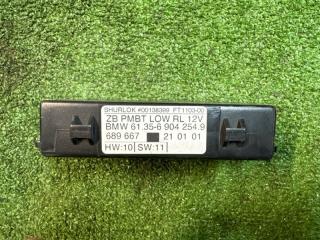 SHURLOK #00138399 FT1103-00
ZB PMBT LOW RL 12V
BMW 61.35-6 904 254.9
689 667 21 01 01
HW:10 SW:11